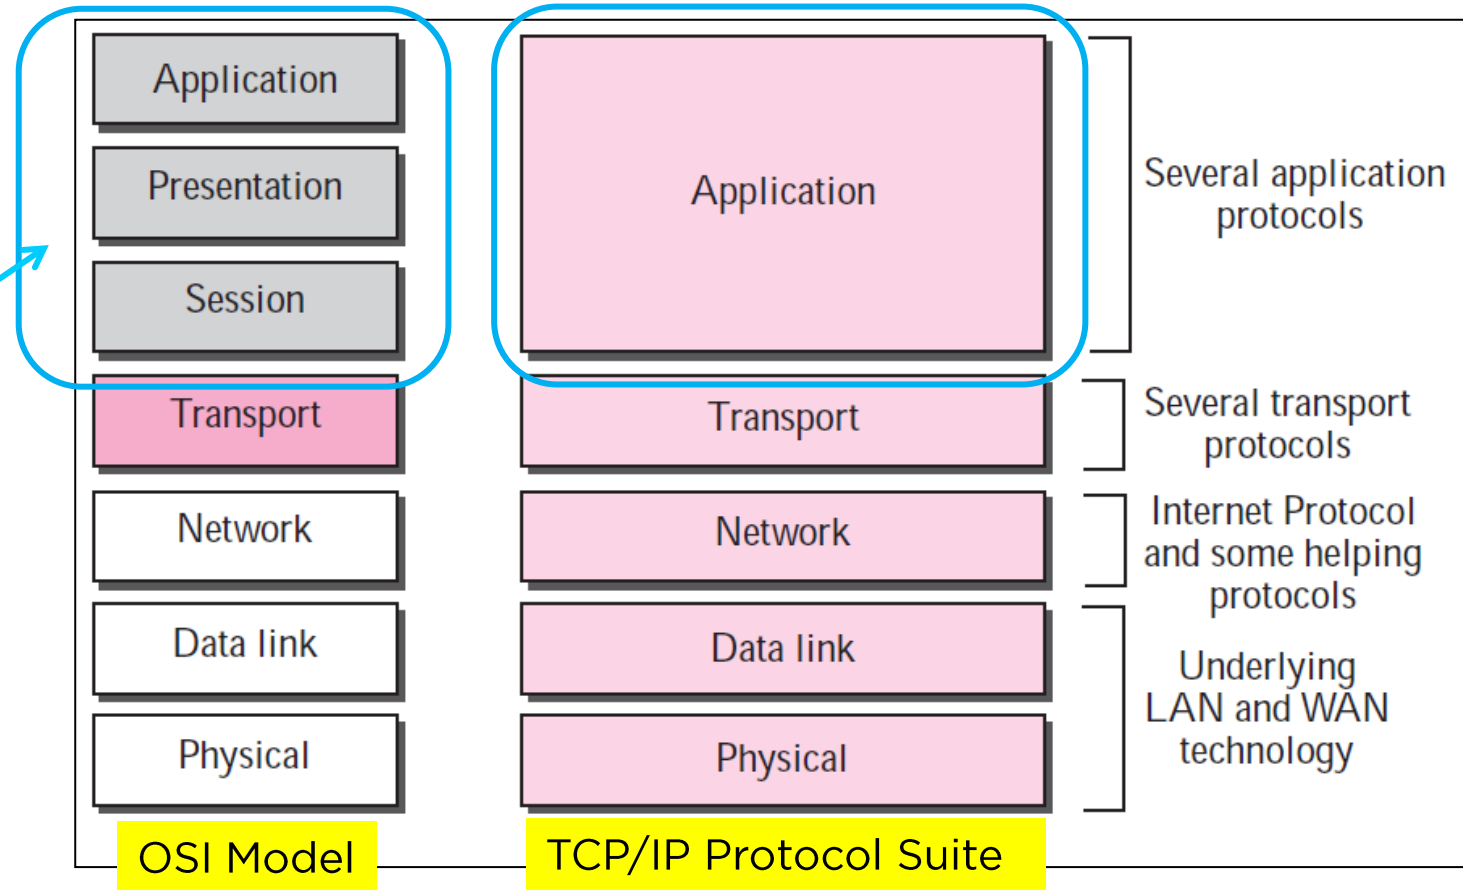 Application
Presentation
Session
Transport
Network
Data link
Physical
OSI Model
Application
Transport
Network
Data link
Physical
TCP/IP Protocol Suite
Several application
protocols
Several transport
protocols
Internet Protocol
and some helping
protocols
Underlying
LAN and WAN
technology